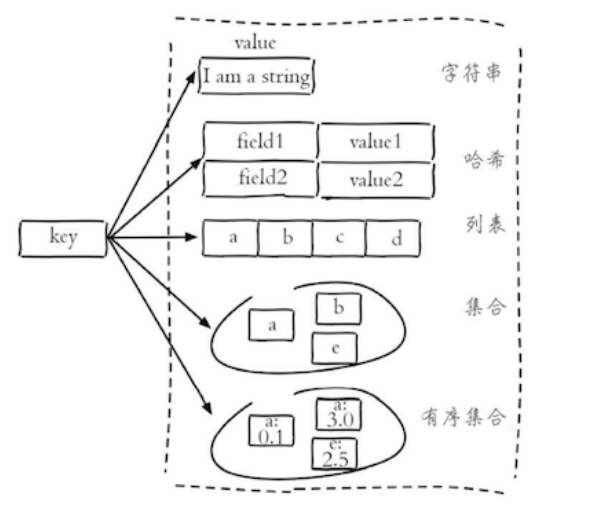 value
I am a string
字符串
field1
value1
field2
value2
哈希
key
a
b
c
d
列表
a
b
e
集合
a:
0.1
a:
3.0
e:
2.5
有序集合